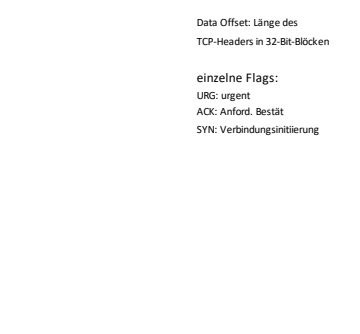 Data Offset: Länge des
TCP-Headers in 32-Bit-Blöcken
einzelne Flags:
URG: urgent
ACK: Anford. Bestät
SYN: Verbindungsinitiierung